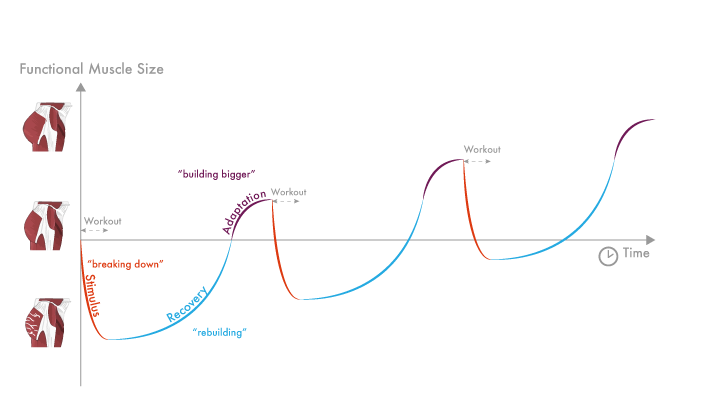 Functional Muscle Size
Workout
“building bigger”
Adaptation
Workout
Workout
“breaking down”
Stimulus
Recovery
“rebuilding”
Time